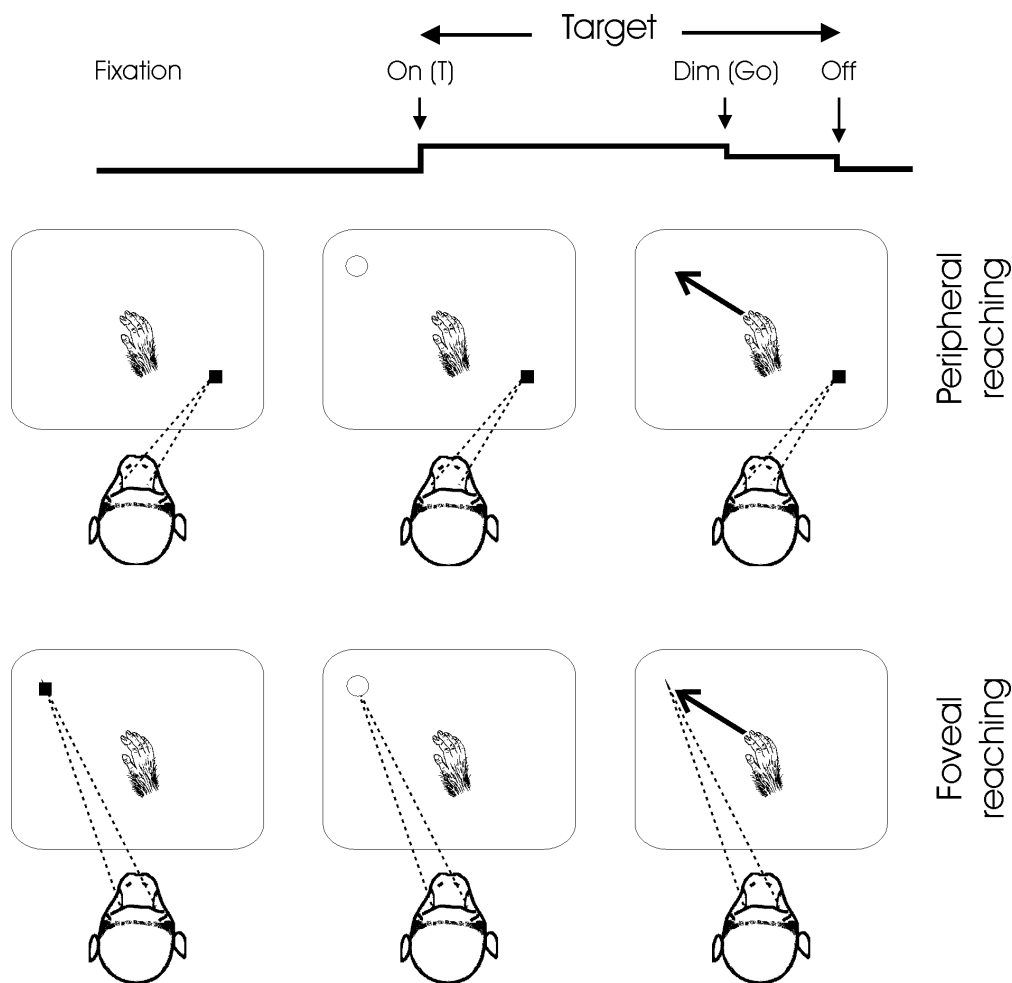 Target
Fixation
On (T)
Dim (Go)
Off
Peripheral
reaching
Foveal
reaching